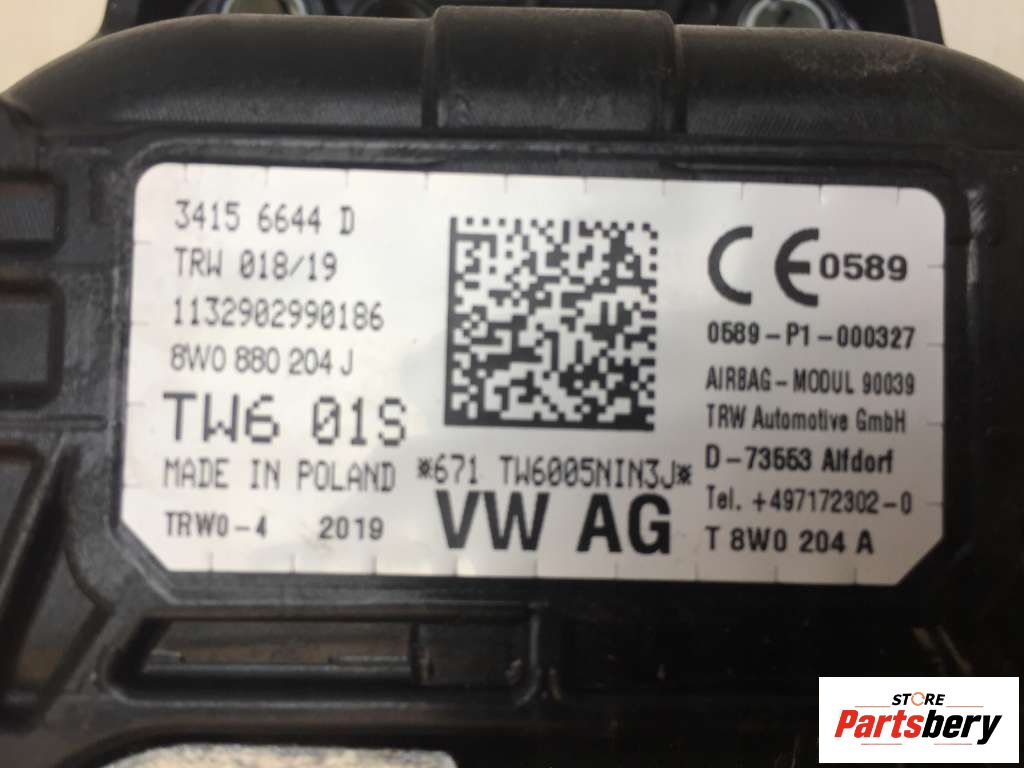 3415 6644 D
TRW 018/19
1132902990186
8W0 880 204 J
TW6 01S
MADE IN POLAND *671 TW6005NIN3J*
TRW0-4 2019 VW AG
CE 0589
0589-P1-000327
AIRBAG-MODUL 90039
TRW Automotive GmbH
D-73553 Alfdorf
Tel. +497172302-0
T 8W0 204 A
STORE
Partsbery